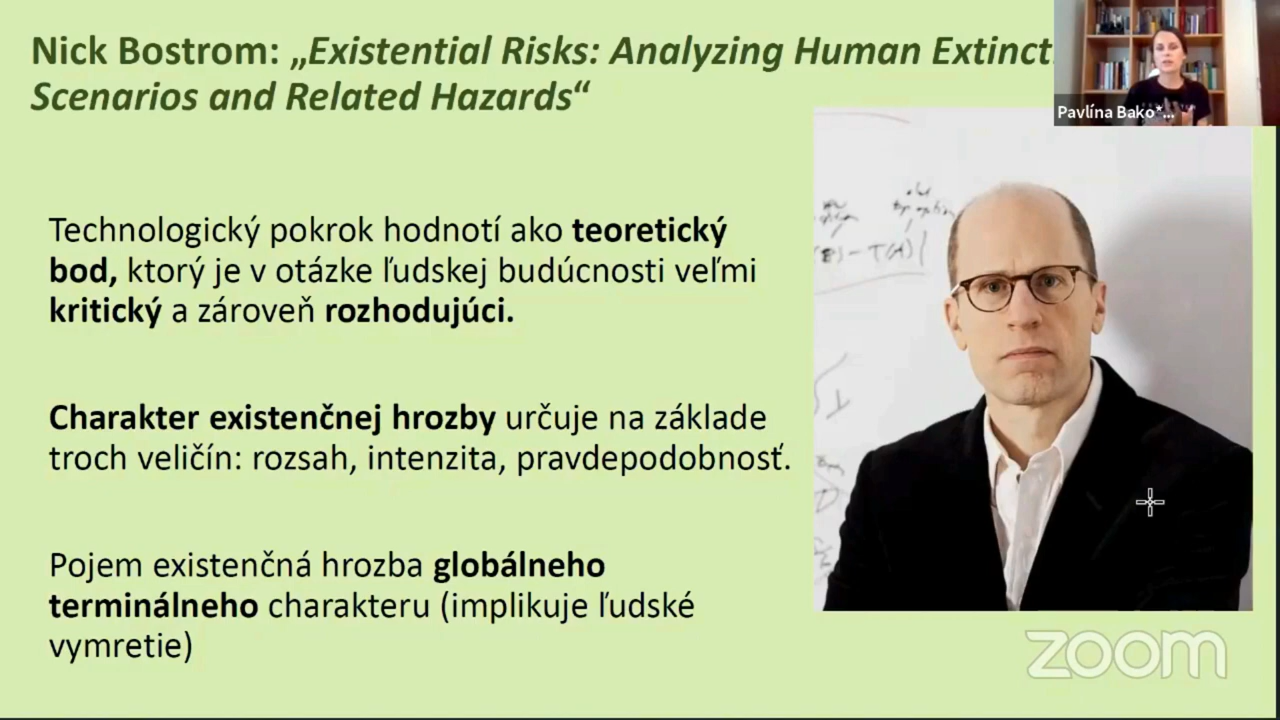 Nick Bostrom: „Existential Risks: Analyzing Human
Scenarios and Related Hazards“
Pavlína Bako*...
Technologický pokrok hodnotí ako teoretický
bod, ktorý je v otázke ľudskej budúcnosti veľmi
kritický a zároveň rozhodujúci.
Charakter existenčnej hrozby určuje na základe
troch veličín: rozsah, intenzita, pravdepodobnosť.
Pojem existenčná hrozba globálneho
terminálneho charakteru (implikuje ľudské
vymretie)
zoom